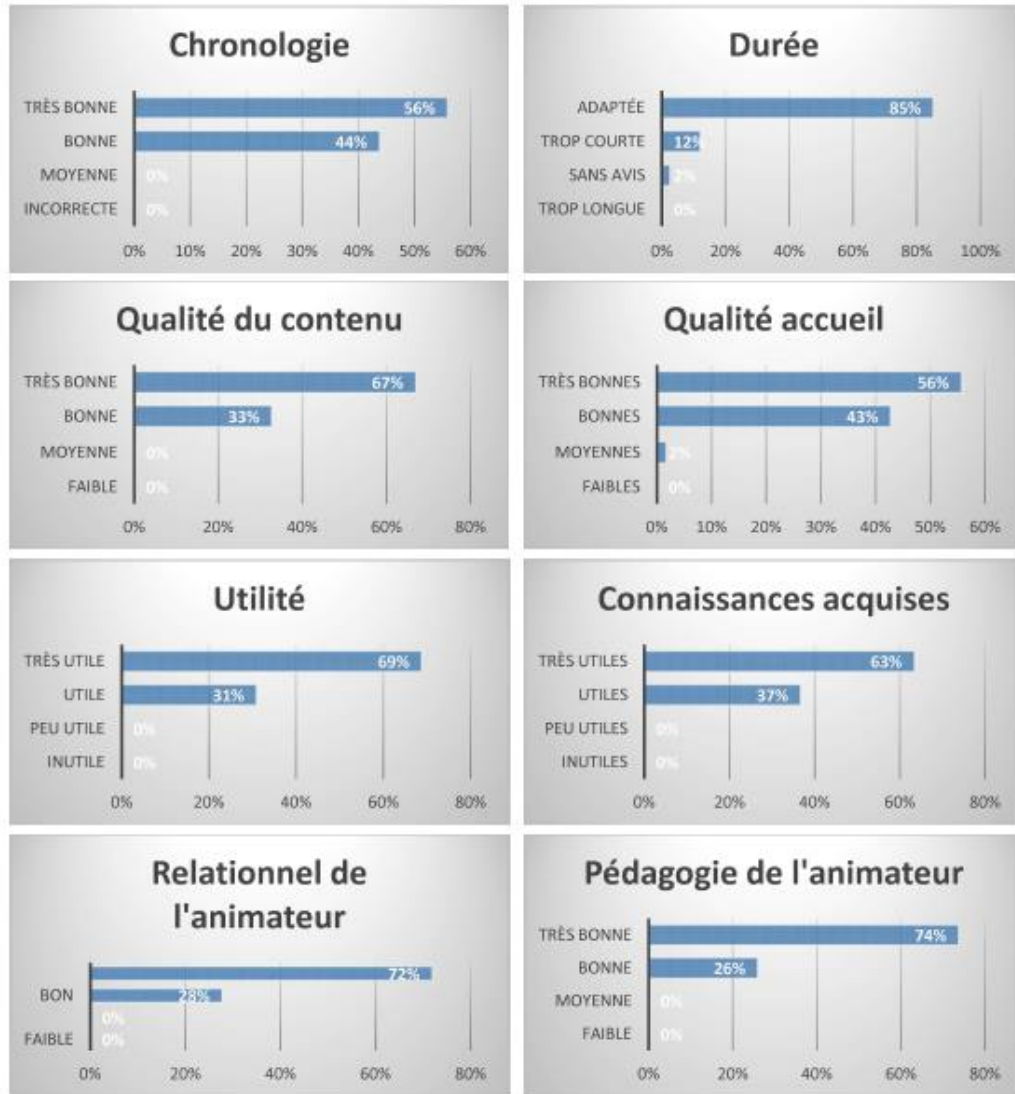 Chronologie
TRÈS BONNE 56%
BONNE 44%
MOYENNE 0%
INCORRECTE 0%
0% 10% 20% 30% 40% 50% 60%
Durée
ADAPTÉE 85%
TROP COURTE 12%
SANS AVIS 2%
TROP LONGUE 0%
0% 20% 40% 60% 80% 100%
Qualité du contenu
TRÈS BONNE 67%
BONNE 33%
MOYENNE 0%
FAIBLE 0%
0% 20% 40% 60% 80%
Qualité accueil
TRÈS BONNES 56%
BONNES 43%
MOYENNES 2%
FAIBLES 0%
0% 10% 20% 30% 40% 50% 60%
Utilité
TRÈS UTILE 69%
UTILE 31%
PEU UTILE 0%
INUTILE 0%
0% 20% 40% 60% 80%
Connaissances acquises
TRÈS UTILES 63%
UTILES 37%
PEU UTILES 0%
INUTILES 0%
0% 20% 40% 60% 80%
Relationnel de
l'animateur
72%
BON 28%
0%
FAIBLE 0%
0% 20% 40% 60% 80%
Pédagogie de l'animateur
TRÈS BONNE 74%
BONNE 26%
MOYENNE 0%
FAIBLE 0%
0% 20% 40% 60% 80%